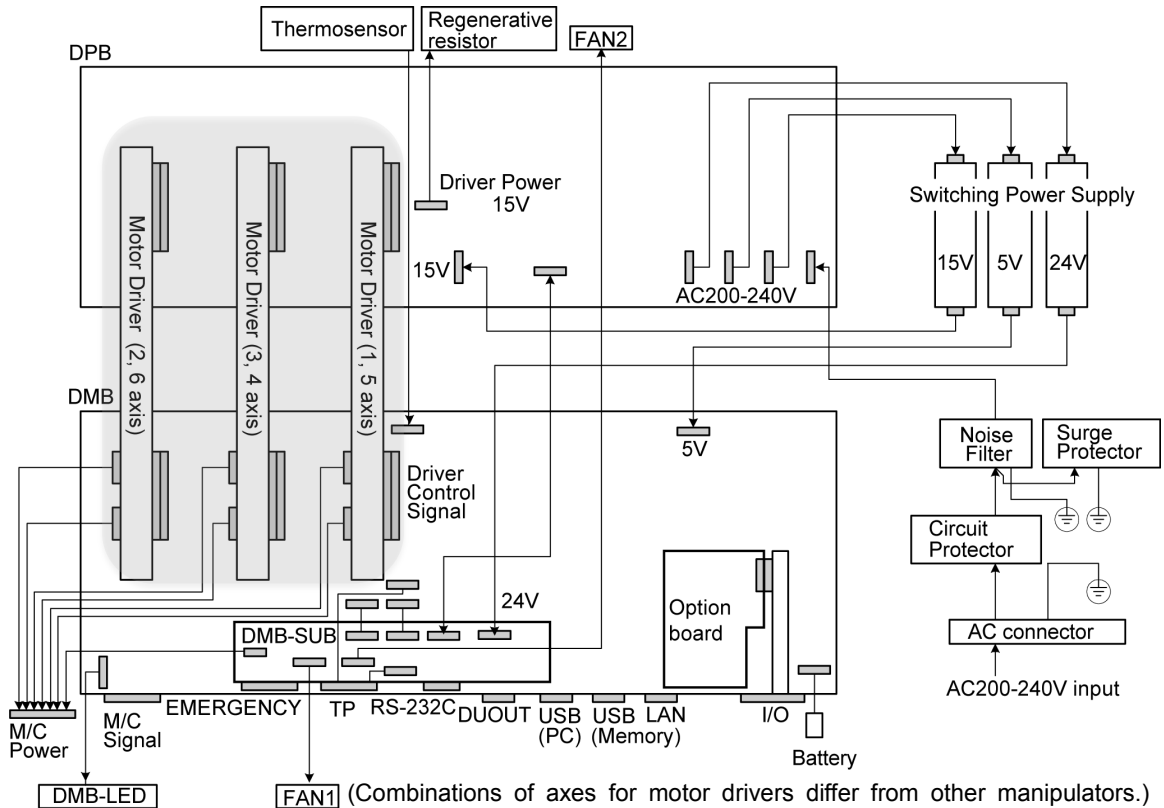 Thermosensor
Regenerative
resistor
FAN2
DPB
Driver Power
15V
15V
AC200-240V
Switching Power Supply
15V
5V
24V
Motor Driver (2, 6 axis)
Motor Driver (3, 4 axis)
Motor Driver (1, 5 axis)
DMB
5V
Driver
Control
Signal
Noise
Filter
Surge
Protector
Circuit
Protector
AC connector
AC200-240V input
24V
Option
board
DMB-SUB
M/C
Power
M/C
Signal
EMERGENCY
TP
RS-232C
DUOUT
USB
(PC)
USB
(Memory)
LAN
I/O
Battery
DMB-LED
FAN1
(Combinations of axes for motor drivers differ from other manipulators.)